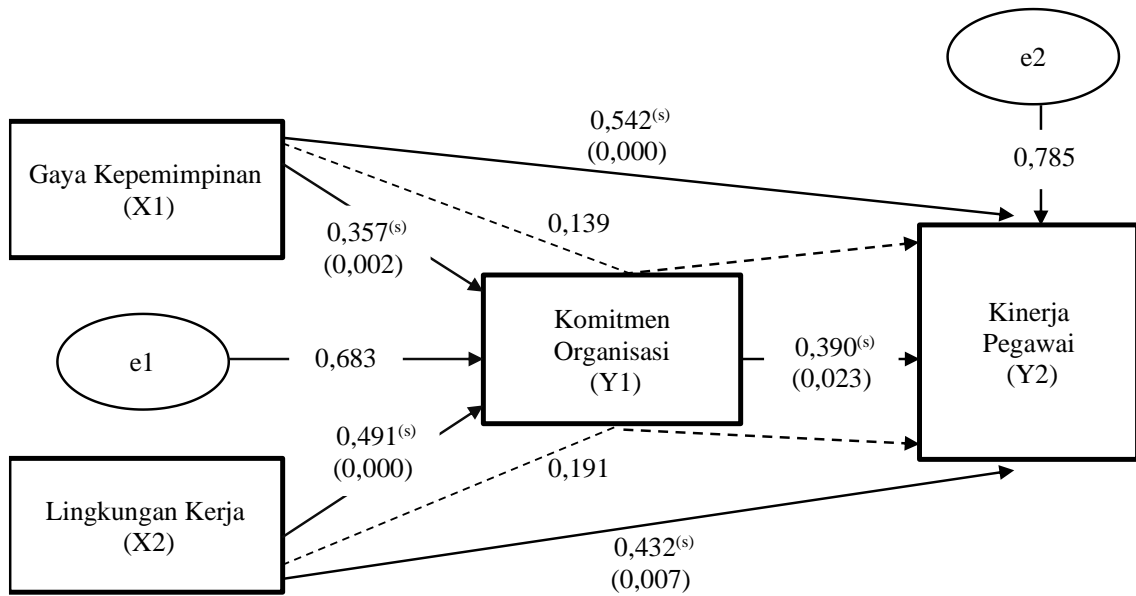 e2
0,542(s)
(0,000)
Gaya Kepemimpinan
(X1)
0,785
0,139
0,357(s)
(0,002)
Komitmen
Organisasi
(Y1)
Kinerja
Pegawai
(Y2)
e1
0,683
0,390(s)
(0,023)
0,491(s)
(0,000)
0,191
Lingkungan Kerja
(X2)
0,432(s)
(0,007)